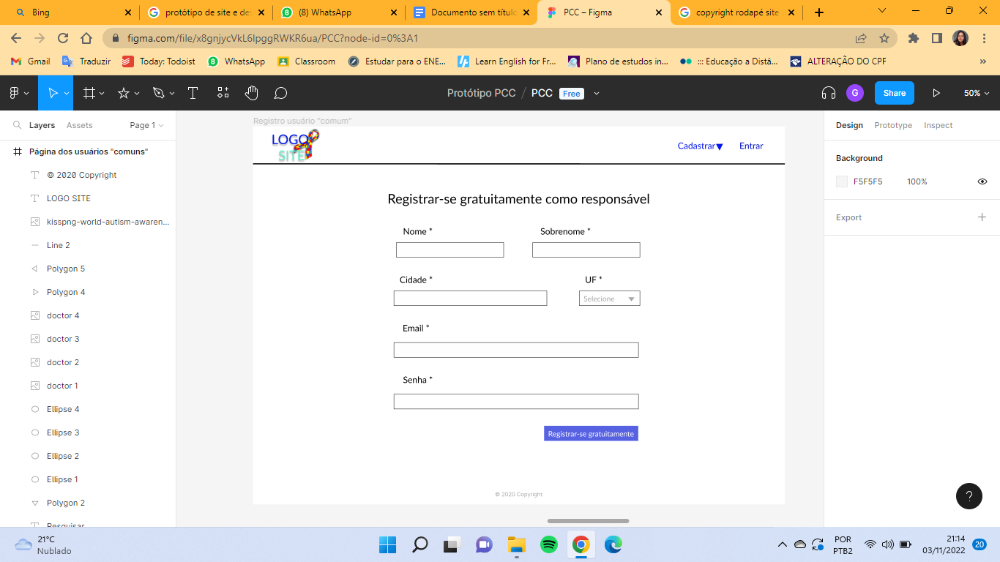 Bing
protótipo de site e des
(8) WhatsApp
Documento sem títul
PCC – Figma
copyright rodapé site
figma.com/file/x8gnjycVkL6IpggRWKR6ua/PCC?node-id=0%3A1
Gmail
Traduzir
Today: Todoist
WhatsApp
Classroom
Estudar para o ENE...
Learn English for Fr...
Plano de estudos in...
::: Educação a Distâ...
ALTERAÇÃO DO CPF
»
Protótipo PCC / PCC Free
G
Share
50%
Layers
Assets
Page 1
Página dos usuários "comuns"
© 2020 Copyright
LOGO SITE
kisspng-world-autism-awaren...
Line 2
Polygon 5
Polygon 4
doctor 4
doctor 3
doctor 2
doctor 1
Ellipse 4
Ellipse 3
Ellipse 2
Ellipse 1
Polygon 2
Pesquisar
Registro usuário "comum"
LOGO
SITE
Cadastrar▼
Entrar
Registrar-se gratuitamente como responsável
Nome *
Sobrenome *
Cidade *
UF *
Selecione
Email *
Senha *
Registrar-se gratuitamente
© 2020 Copyright
Design
Prototype
Inspect
Background
F5F5F5
100%
Export
?
21°C
Nublado
POR
PTB2
21:14
03/11/2022
20